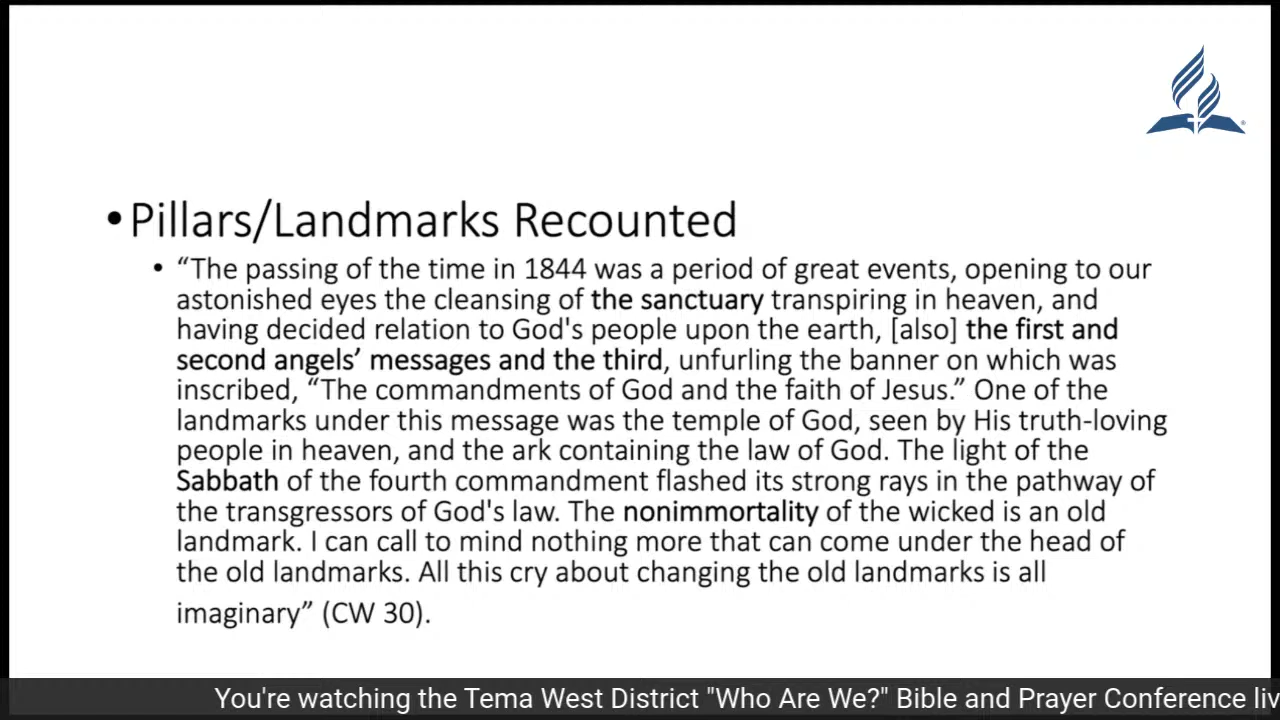 •Pillars/Landmarks Recounted
• “The passing of the time in 1844 was a period of great events, opening to our
astonished eyes the cleansing of the sanctuary transpiring in heaven, and
having decided relation to God's people upon the earth, [also] the first and
second angels’ messages and the third, unfurling the banner on which was
inscribed, “The commandments of God and the faith of Jesus.” One of the
landmarks under this message was the temple of God, seen by His truth-loving
people in heaven, and the ark containing the law of God. The light of the
Sabbath of the fourth commandment flashed its strong rays in the pathway of
the transgressors of God's law. The nonimmortality of the wicked is an old
landmark. I can call to mind nothing more that can come under the head of
the old landmarks. All this cry about changing the old landmarks is all
imaginary” (CW 30).
You're watching the Tema West District "Who Are We?" Bible and Prayer Conference liv